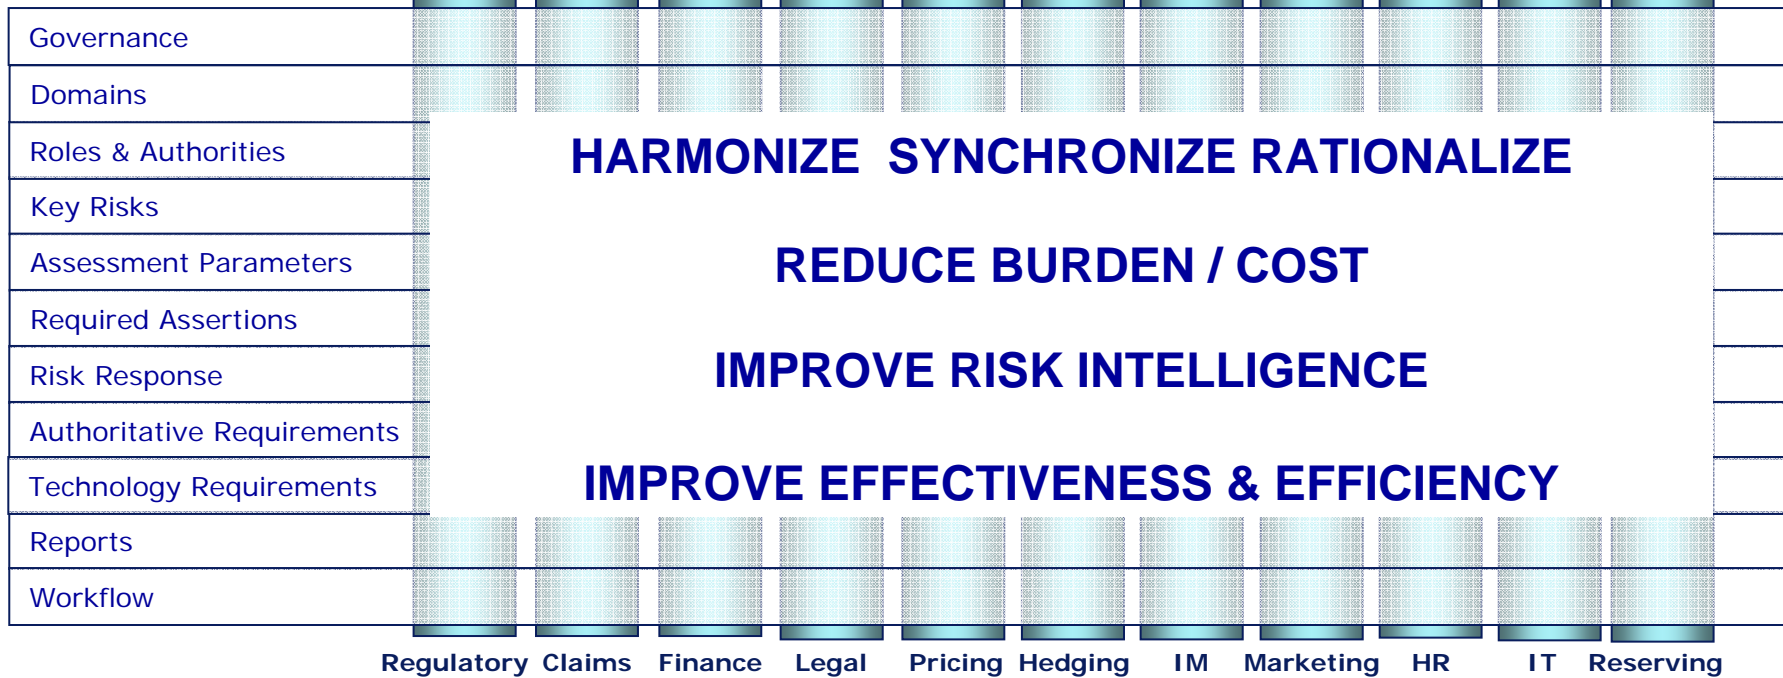 Governance
Domains
Roles & Authorities
Key Risks
Assessment Parameters
Required Assertions
Risk Response
Authoritative Requirements
Technology Requirements
Reports
Workflow
HARMONIZE SYNCHRONIZE RATIONALIZE
REDUCE BURDEN / COST
IMPROVE RISK INTELLIGENCE
IMPROVE EFFECTIVENESS & EFFICIENCY
Regulatory Claims Finance Legal Pricing Hedging IM Marketing HR IT Reserving